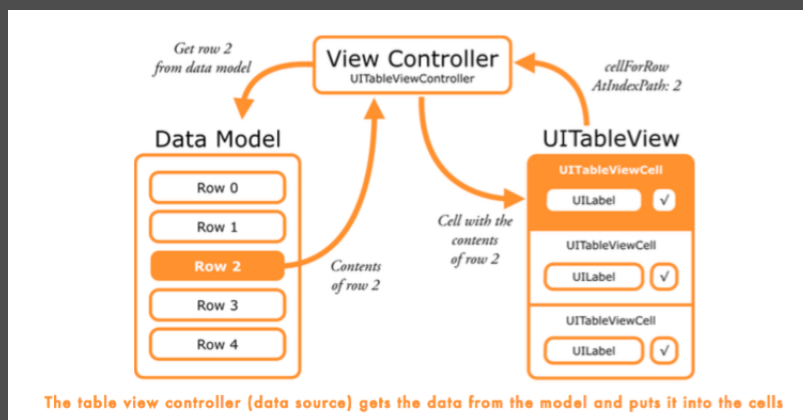 Get row 2
from data model
View Controller
UITableViewController
cellForRow
AtIndexPath: 2
Data Model
Row 0
Row 1
Row 2
Row 3
Row 4
Contents
of row 2
Cell with the
contents
of row 2
UITableView
UITableViewCell
UILabel √
UITableViewCell
UILabel √
UITableViewCell
UILabel √
The table view controller (data source) gets the data from the model and puts it into the cells